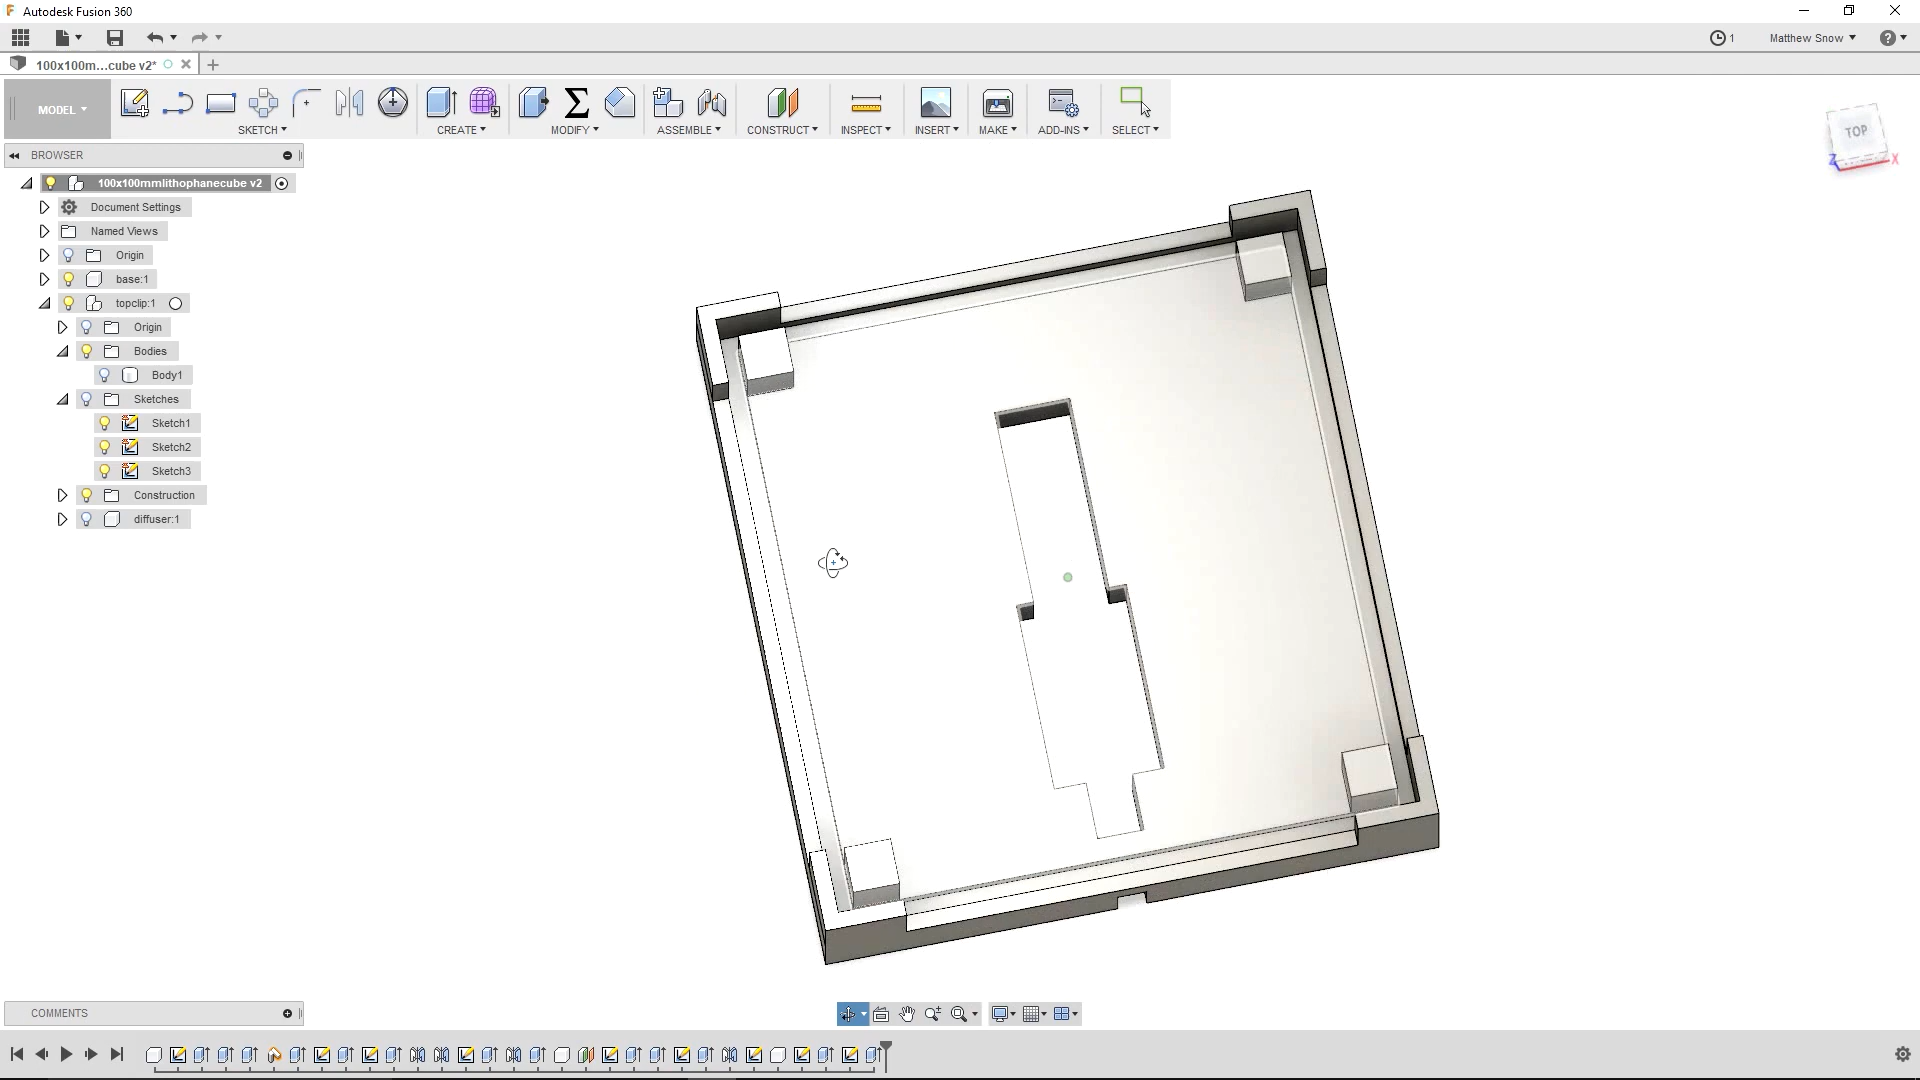 Autodesk Fusion 360
1
Matthew Snow
100x100m...cube v2*
MODEL
SKETCH
CREATE
MODIFY
ASSEMBLE
CONSTRUCT
INSPECT
INSERT
MAKE
ADD-INS
SELECT
BROWSER
TOP
Z
X
100x100mmlithophanecube v2
Document Settings
Named Views
Origin
base:1
topclip:1
Origin
Bodies
Body1
Sketches
Sketch1
Sketch2
Sketch3
Construction
diffuser:1
COMMENTS